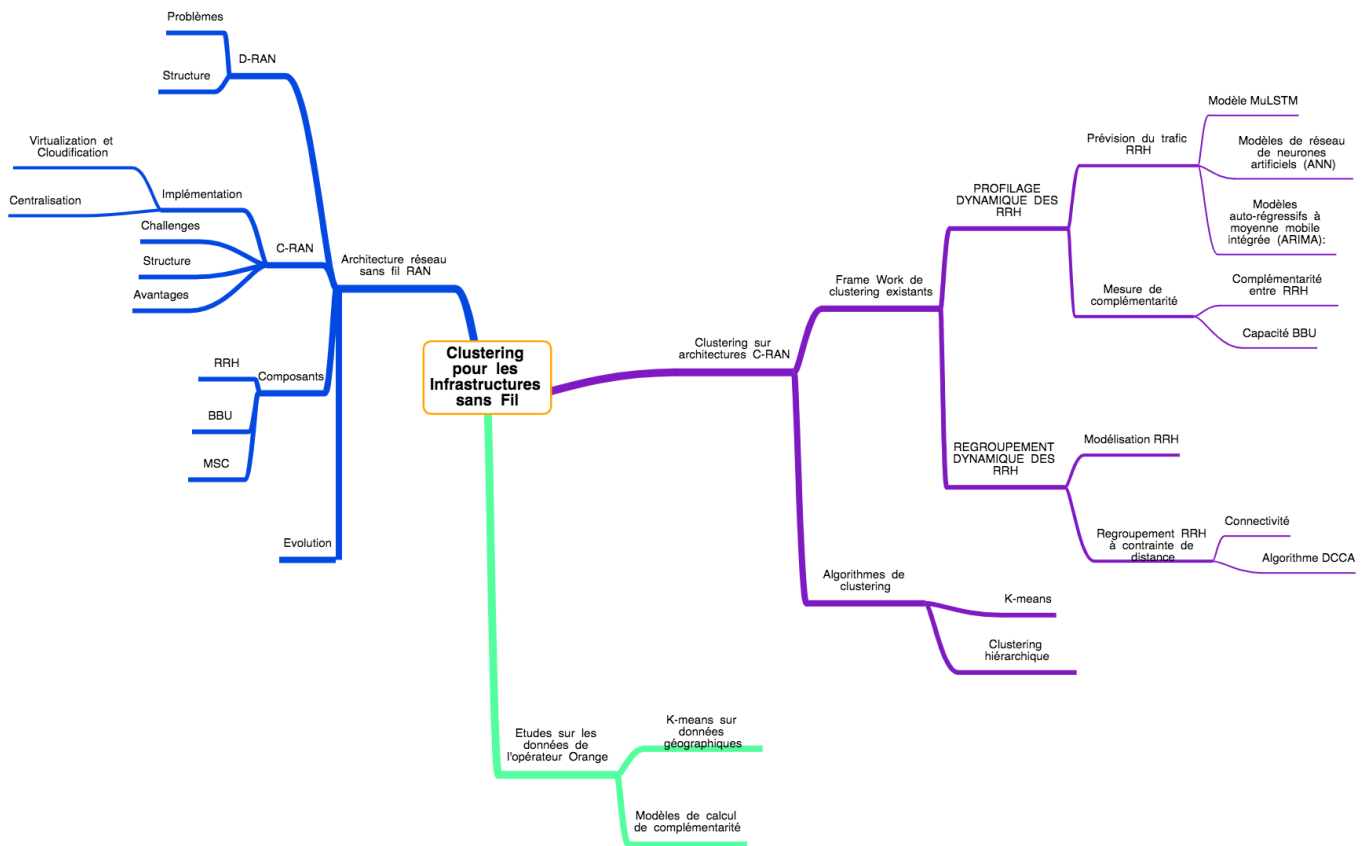 Clustering
pour les
Infrastructures
sans Fil
Architecture réseau
sans fil RAN
D-RAN
Problèmes
Structure
C-RAN
Implémentation
Virtualization et
Cloudification
Centralisation
Challenges
Structure
Avantages
Composants
RRH
BBU
MSC
Evolution
Clustering sur
architectures C-RAN
Frame Work de
clustering existants
PROFILAGE
DYNAMIQUE DES
RRH
Prévision du trafic
RRH
Modèle MuLSTM
Modèles de réseau
de neurones
artificiels (ANN)
Modèles
auto-régressifs à
moyenne mobile
intégrée (ARIMA):
Mesure de
complémentarité
Complémentarité
entre RRH
Capacité BBU
REGROUPEMENT
DYNAMIQUE DES
RRH
Modélisation RRH
Regroupement RRH
à contrainte de
distance
Connectivité
Algorithme DCCA
Algorithmes de
clustering
K-means
Clustering
hiérarchique
Etudes sur les
données de
l'opérateur Orange
K-means sur
données
géographiques
Modèles de calcul
de complémentarité